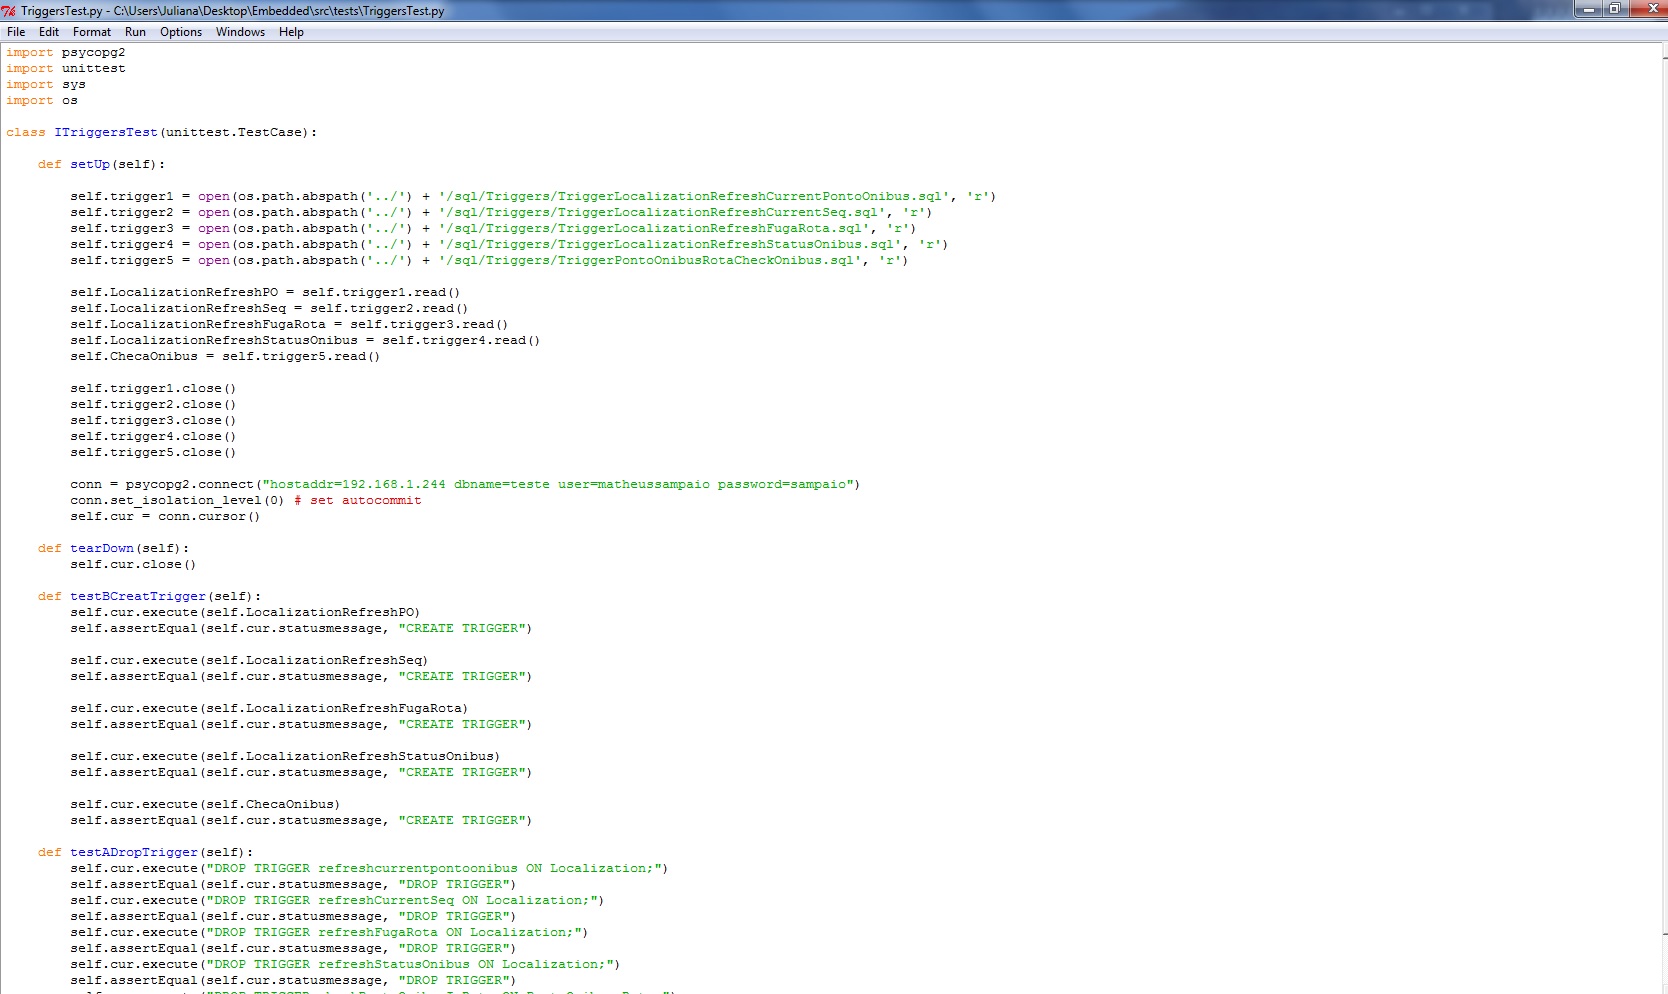 TriggersTest.py - C:\Users\Juliana\Desktop\Embedded\src\tests\TriggersTest.py
File Edit Format Run Options Windows Help
import psycopg2
import unittest
import sys
import os
class ITriggersTest(unittest.TestCase):
def setUp(self):
self.trigger1 = open(os.path.abspath('../') + '/sql/Triggers/TriggerLocalizationRefreshCurrentPontoOnibus.sql', 'r')
self.trigger2 = open(os.path.abspath('../') + '/sql/Triggers/TriggerLocalizationRefreshCurrentSeq.sql', 'r')
self.trigger3 = open(os.path.abspath('../') + '/sql/Triggers/TriggerLocalizationRefreshFugaRota.sql', 'r')
self.trigger4 = open(os.path.abspath('../') + '/sql/Triggers/TriggerLocalizationRefreshStatusOnibus.sql', 'r')
self.trigger5 = open(os.path.abspath('../') + '/sql/Triggers/TriggerPontoOnibusRotaCheckOnibus.sql', 'r')
self.LocalizationRefreshPO = self.trigger1.read()
self.LocalizationRefreshSeq = self.trigger2.read()
self.LocalizationRefreshFugaRota = self.trigger3.read()
self.LocalizationRefreshStatusOnibus = self.trigger4.read()
self.ChecaOnibus = self.trigger5.read()
self.trigger1.close()
self.trigger2.close()
self.trigger3.close()
self.trigger4.close()
self.trigger5.close()
conn = psycopg2.connect("hostaddr=192.168.1.244 dbname=teste user=matheussampaio password=sampaio")
conn.set_isolation_level(0) # set autocommit
self.cur = conn.cursor()
def tearDown(self):
self.cur.close()
def testBCreatTrigger(self):
self.cur.execute(self.LocalizationRefreshPO)
self.assertEqual(self.cur.statusmessage, "CREATE TRIGGER")
self.cur.execute(self.LocalizationRefreshSeq)
self.assertEqual(self.cur.statusmessage, "CREATE TRIGGER")
self.cur.execute(self.LocalizationRefreshFugaRota)
self.assertEqual(self.cur.statusmessage, "CREATE TRIGGER")
self.cur.execute(self.LocalizationRefreshStatusOnibus)
self.assertEqual(self.cur.statusmessage, "CREATE TRIGGER")
self.cur.execute(self.ChecaOnibus)
self.assertEqual(self.cur.statusmessage, "CREATE TRIGGER")
def testADropTrigger(self):
self.cur.execute("DROP TRIGGER refreshcurrentpontoonibus ON Localization;")
self.assertEqual(self.cur.statusmessage, "DROP TRIGGER")
self.cur.execute("DROP TRIGGER refreshCurrentSeq ON Localization;")
self.assertEqual(self.cur.statusmessage, "DROP TRIGGER")
self.cur.execute("DROP TRIGGER refreshFugaRota ON Localization;")
self.assertEqual(self.cur.statusmessage, "DROP TRIGGER")
self.cur.execute("DROP TRIGGER refreshStatusOnibus ON Localization;")
self.assertEqual(self.cur.statusmessage, "DROP TRIGGER")